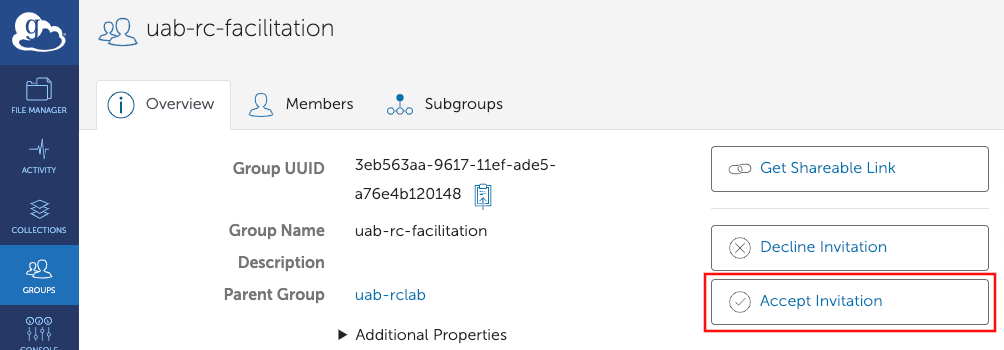 g
uab-rc-facilitation
FILE MANAGER
ACTIVITY
COLLECTIONS
GROUPS
CONSOLE
Overview
Members
Subgroups
Group UUID
3eb563aa-9617-11ef-ade5-
a76e4b120148
Group Name
uab-rc-facilitation
Description
Parent Group
uab-rclab
Additional Properties
Get Shareable Link
Decline Invitation
Accept Invitation